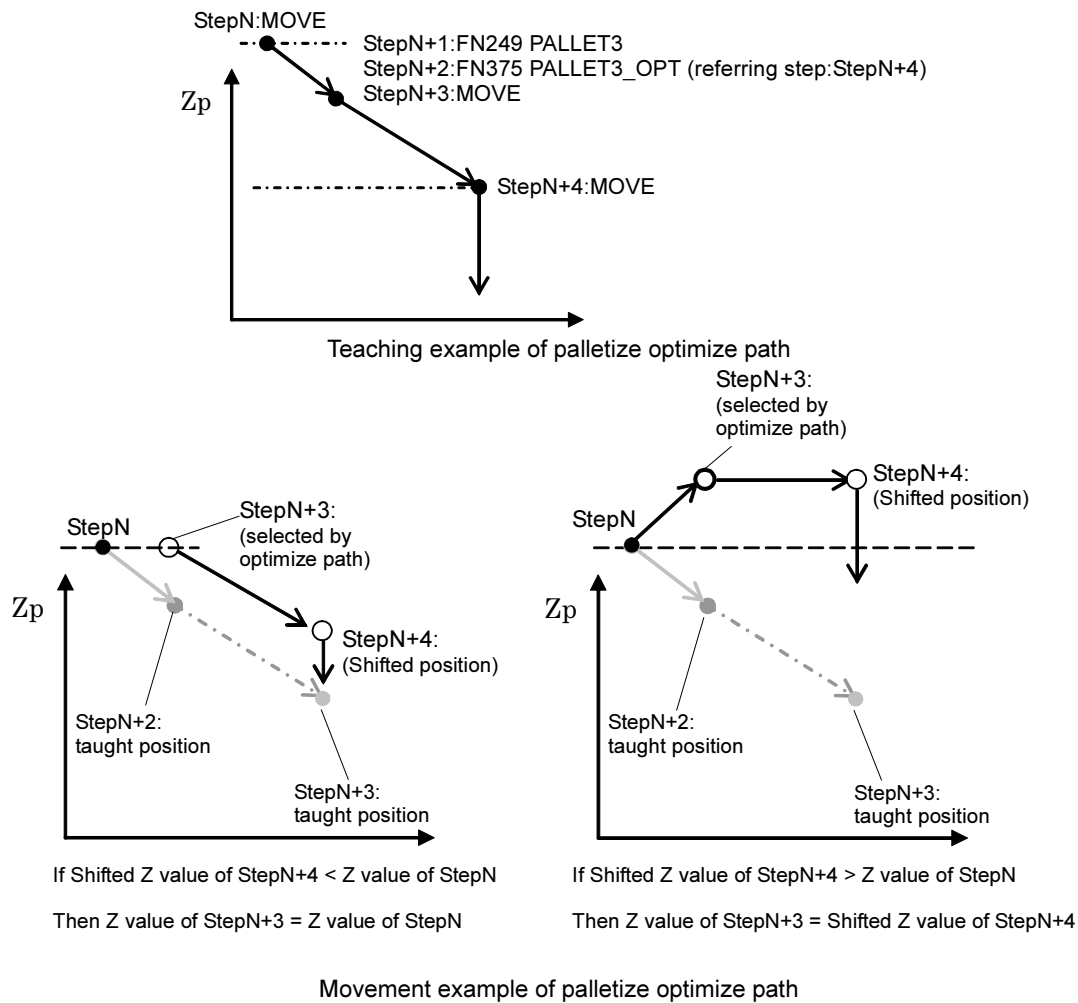 StepN:MOVE
StepN+1:FN249 PALLET3
StepN+2:FN375 PALLET3_OPT (referring step:StepN+4)
StepN+3:MOVE
Zp
StepN+4:MOVE
Teaching example of palletize optimize path
StepN
StepN+3:
(selected by
optimize path)
Zp
StepN+4:
(Shifted position)
StepN+2:
taught position
StepN+3:
taught position
If Shifted Z value of StepN+4 < Z value of StepN
Then Z value of StepN+3 = Z value of StepN
StepN+3:
(selected by
optimize path)
StepN+4:
(Shifted position)
StepN
Zp
StepN+2:
taught position
StepN+3:
taught position
If Shifted Z value of StepN+4 > Z value of StepN
Then Z value of StepN+3 = Shifted Z value of StepN+4
Movement example of palletize optimize path